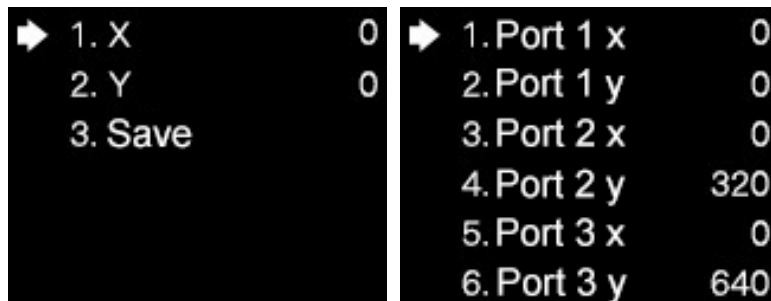 1. X 0
2. Y 0
3. Save
1. Port 1 x 0
2. Port 1 y 0
3. Port 2 x 0
4. Port 2 y 320
5. Port 3 x 0
6. Port 3 y 640